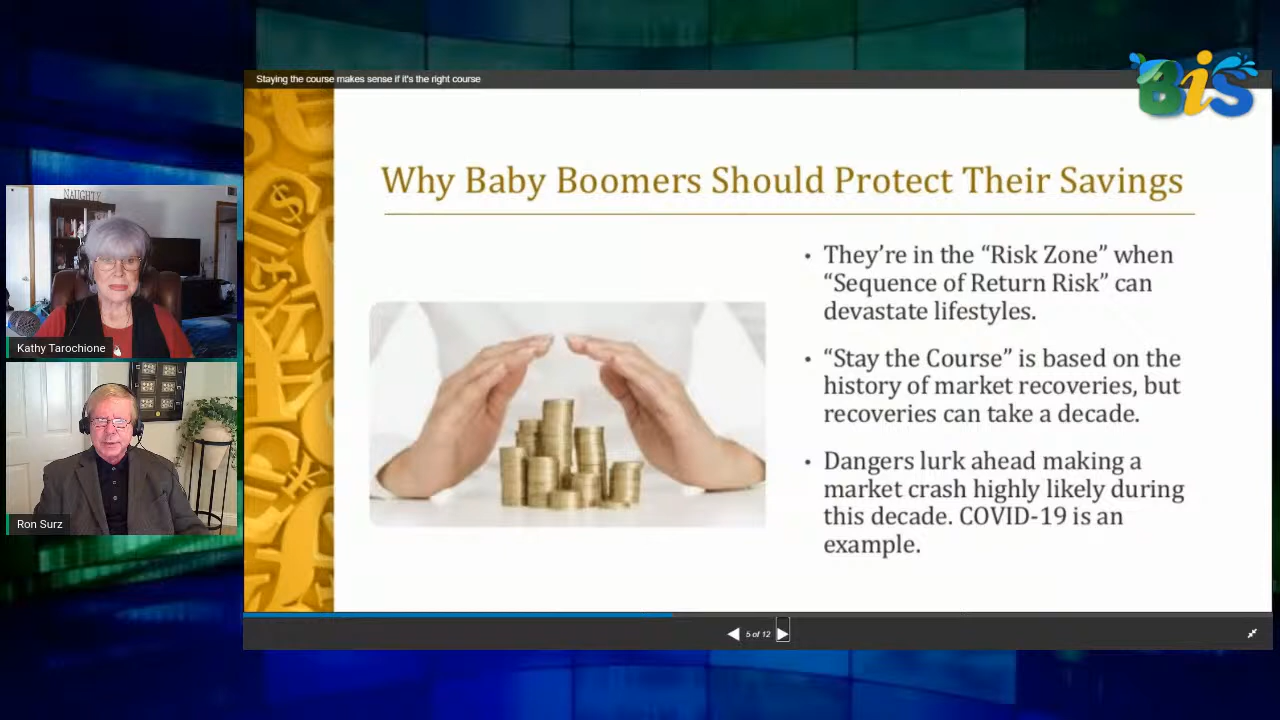 Staying the course makes sense if it's the right course
BiS
Why Baby Boomers Should Protect Their Savings
• They’re in the “Risk Zone” when
“Sequence of Return Risk” can
devastate lifestyles.
• “Stay the Course” is based on the
history of market recoveries, but
recoveries can take a decade.
• Dangers lurk ahead making a
market crash highly likely during
this decade. COVID-19 is an
example.
NAUGHTY
Kathy Tarochione
Ron Surz
5 of 12